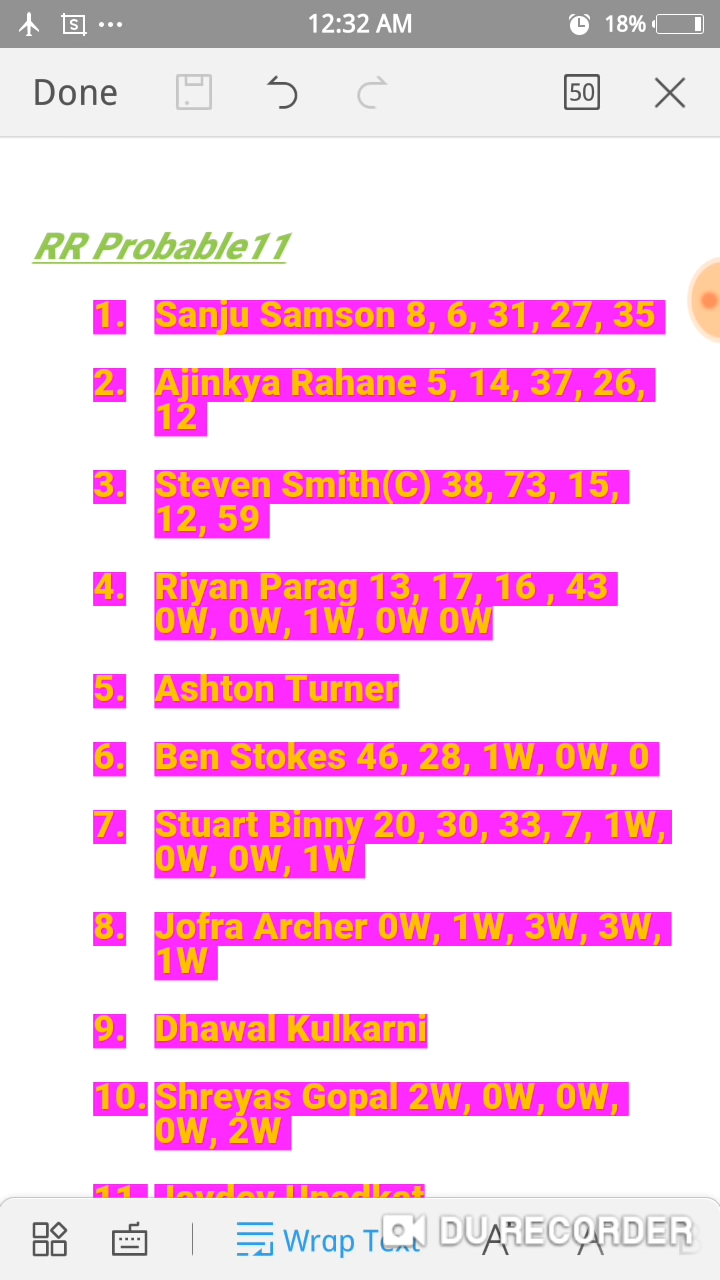 12:32 AM
18%
Done
50
RR Probable11
1. Sanju Samson 8, 6, 31, 27, 35
2. Ajinkya Rahane 5, 14, 37, 26,
12
3. Steven Smith(C) 38, 73, 15,
12, 59
4. Riyan Parag 13, 17, 16 , 43
0W, 0W, 1W, 0W 0W
5. Ashton Turner
6. Ben Stokes 46, 28, 1W, 0W, 0
7. Stuart Binny 20, 30, 33, 7, 1W,
0W, 0W, 1W
8. Jofra Archer 0W, 1W, 3W, 3W,
1W
9. Dhawal Kulkarni
10. Shreyas Gopal 2W, 0W, 0W,
0W, 2W
11. Jaydev Unadkat
Wrap Text
DU RECORDER